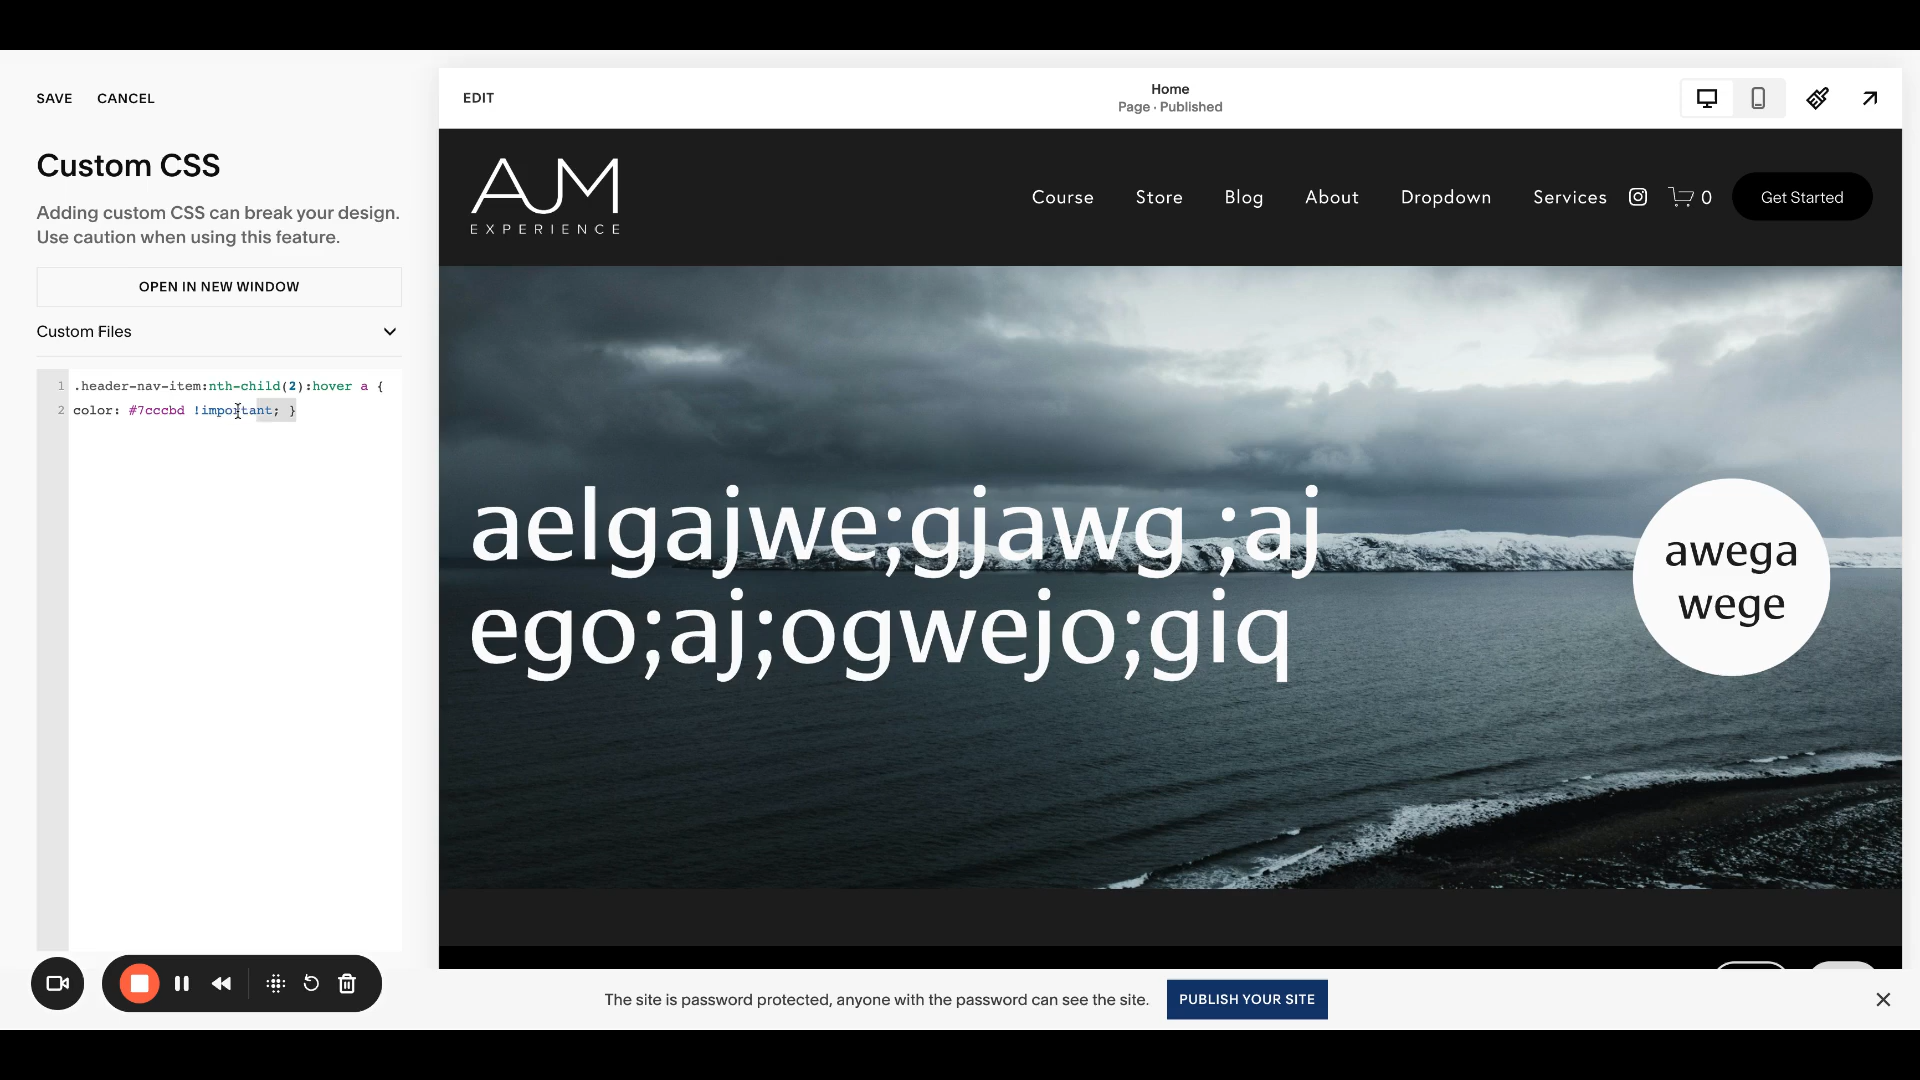 SAVE CANCEL
Custom CSS
Adding custom CSS can break your design.
Use caution when using this feature.
OPEN IN NEW WINDOW
Custom Files
1 .header-nav-item:nth-child(2):hover a {
2 color: #7cccbd !important; }
EDIT
Home
Page · Published
AJM
EXPERIENCE
Course Store Blog About Dropdown Services 0 Get Started
aelgajwe;gjawg ;aj
ego;aj;ogwejo;giq
awega
wege
The site is password protected, anyone with the password can see the site. PUBLISH YOUR SITE